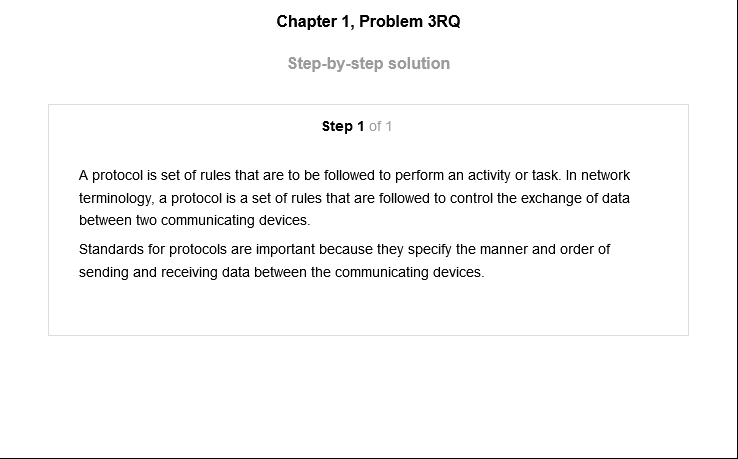 Chapter 1, Problem 3RQ
Step-by-step solution
Step 1 of 1
A protocol is set of rules that are to be followed to perform an activity or task. In network
terminology, a protocol is a set of rules that are followed to control the exchange of data
between two communicating devices.
Standards for protocols are important because they specify the manner and order of
sending and receiving data between the communicating devices.